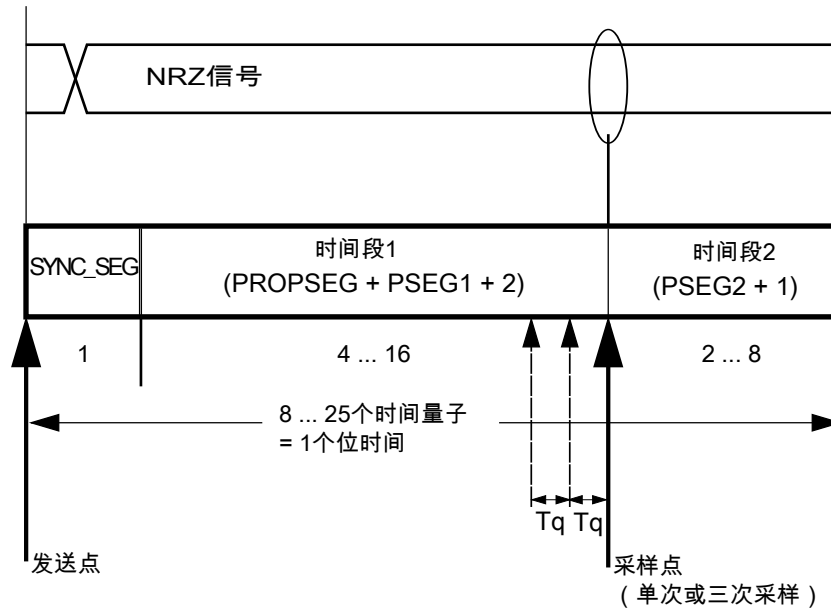 NRZ信号
SYNC_SEG
时间段1
(PROPSEG + PSEG1 + 2)
时间段2
(PSEG2 + 1)
1
4 ... 16
2 ... 8
8 ... 25个时间量子
= 1个位时间
Tq
Tq
发送点
采样点
（单次或三次采样）